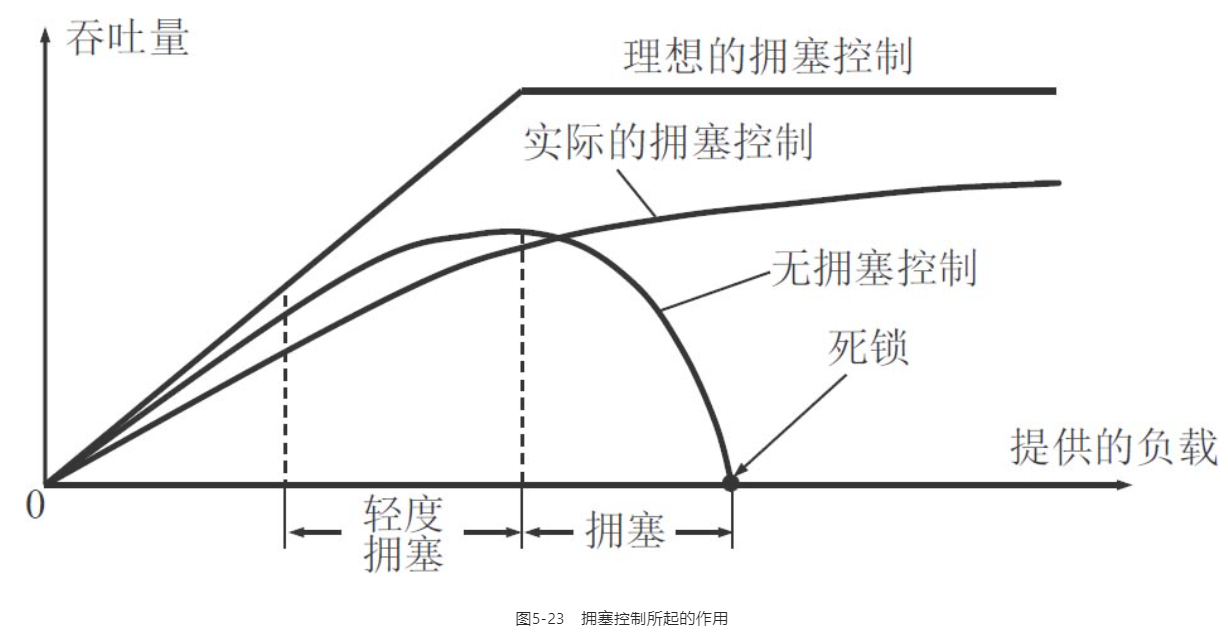 吞吐量
理想的拥塞控制
实际的拥塞控制
无拥塞控制
死锁
提供的负载
0
轻度
拥塞
拥塞
图5-23 拥塞控制所起的作用